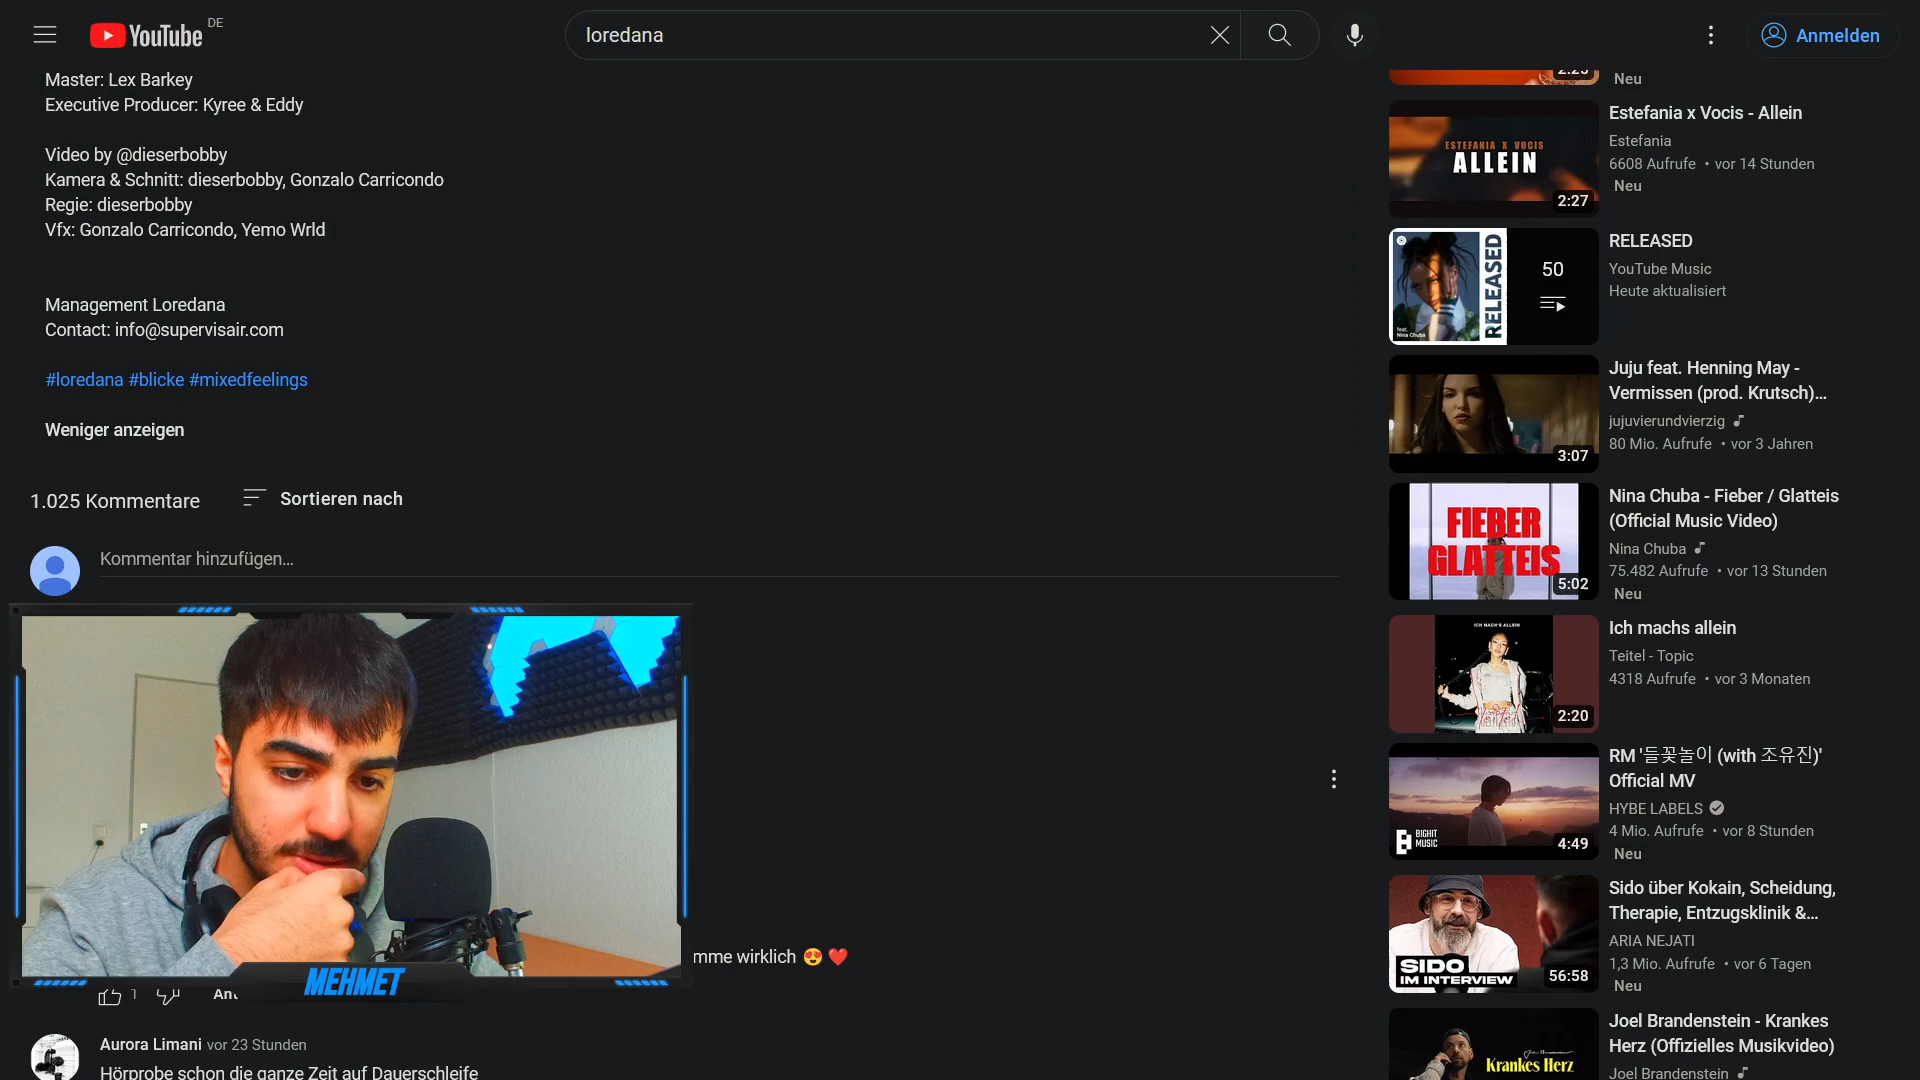 YouTube DE
loredana
Anmelden
Master: Lex Barkey
Executive Producer: Kyree & Eddy
Video by @dieserbobby
Kamera & Schnitt: dieserbobby, Gonzalo Carricondo
Regie: dieserbobby
Vfx: Gonzalo Carricondo, Yemo Wrld
Management Loredana
Contact: info@supervisair.com
#loredana #blicke #mixedfeelings
Weniger anzeigen
1.025 Kommentare
Sortieren nach
Kommentar hinzufügen...
MEHMET
mme wirklich 😍 ❤️
1
Ant
Aurora Limani vor 23 Stunden
Hörprobe schon die ganze Zeit auf Dauerschleife
2:23
Neu
ESTEFANIA X VOCIS
ALLEIN
2:27
Estefania x Vocis - Allein
Estefania
6608 Aufrufe • vor 14 Stunden
Neu
RELEASED
feat.
Nina Chuba
50
RELEASED
YouTube Music
Heute aktualisiert
3:07
Juju feat. Henning May -
Vermissen (prod. Krutsch)...
jujuvierundvierzig
80 Mio. Aufrufe • vor 3 Jahren
FIEBER
GLATTEIS
5:02
Nina Chuba - Fieber / Glatteis
(Official Music Video)
Nina Chuba
75.482 Aufrufe • vor 13 Stunden
Neu
ICH MACH'S ALLEIN
2:20
Ich machs allein
Teitel - Topic
4318 Aufrufe • vor 3 Monaten
BIGHIT
MUSIC
4:49
RM '들꽃놀이 (with 조유진)'
Official MV
HYBE LABELS
4 Mio. Aufrufe • vor 8 Stunden
Neu
SIDO
IM INTERVIEW
56:58
Sido über Kokain, Scheidung,
Therapie, Entzugsklinik &...
ARIA NEJATI
1,3 Mio. Aufrufe • vor 6 Tagen
Neu
Krankes Herz
Joel Brandenstein - Krankes
Herz (Offizielles Musikvideo)
Joel Brandenstein